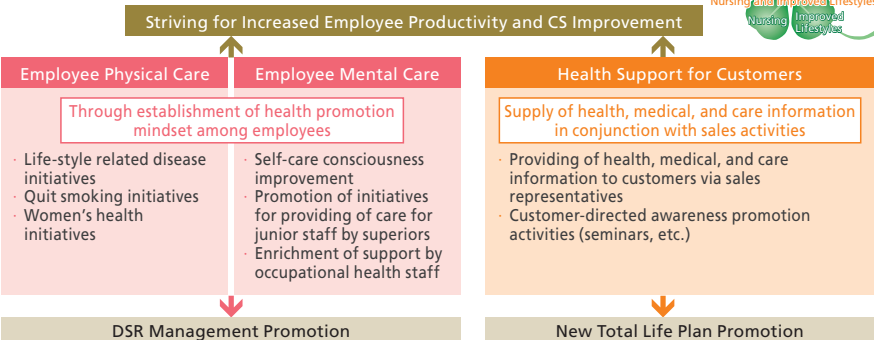 Nursing and Improved Lifestyles
Nursing
Improved
Lifestyles
Striving for Increased Employee Productivity and CS Improvement
Employee Physical Care
Employee Mental Care
Through establishment of health promotion
mindset among employees
· Life-style related disease
initiatives
· Quit smoking initiatives
· Women's health
initiatives
· Self-care consciousness
improvement
· Promotion of initiatives
for providing of care for
junior staff by superiors
· Enrichment of support by
occupational health staff
Health Support for Customers
Supply of health, medical, and care information
in conjunction with sales activities
· Providing of health, medical, and care
information to customers via sales
representatives
· Customer-directed awareness promotion
activities (seminars, etc.)
DSR Management Promotion
New Total Life Plan Promotion